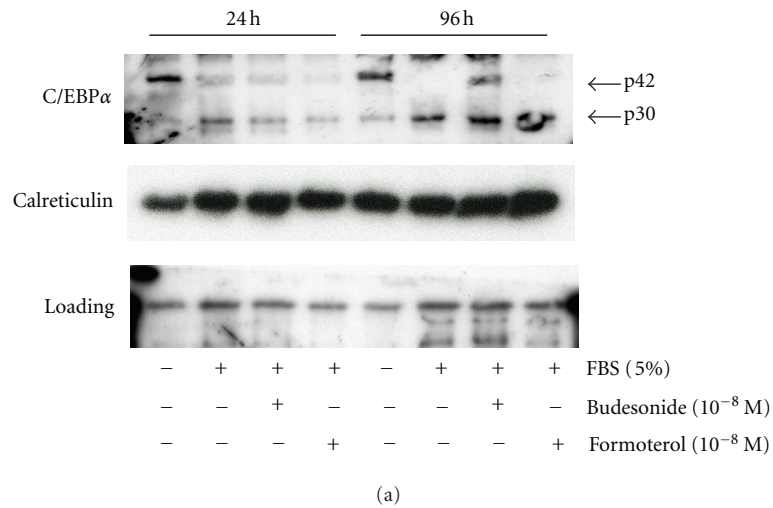 24 h 96 h
C/EBPα ←p42
←p30
Calreticulin
Loading
− + + + − + + + FBS (5%)
− − + − − − + − Budesonide (10⁻⁸ M)
− − − + − − − + Formoterol (10⁻⁸ M)
(a)